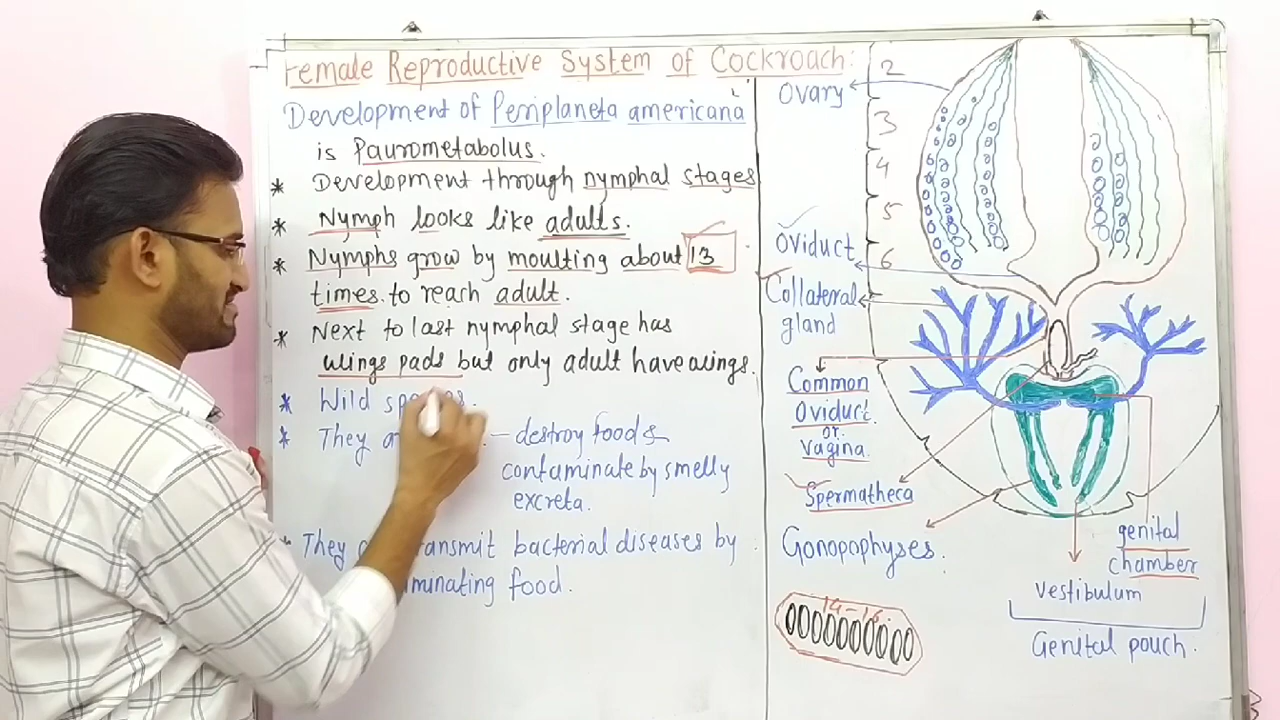 Female Reproductive System of Cockroach:
Development of Periplaneta americana
is Paurometabolus.
* Development through nymphal stages
* Nymph looks like adults.
* Nymphs grow by moulting about 13
times. to reach adult.
* Next to last nymphal stage has
wings pads but only adult have wings.
* Wild
* They — destroy food &
contaminate by smelly
excreta.
They transmit bacterial diseases by
food.
Ovary
2
3
4
5
6
Oviduct
Collateral
gland
Common
Oviduct
or
Vagina.
Spermatheca
Gonopophyses.
14-16.
genital
chamber
vestibulum
Genital pouch.